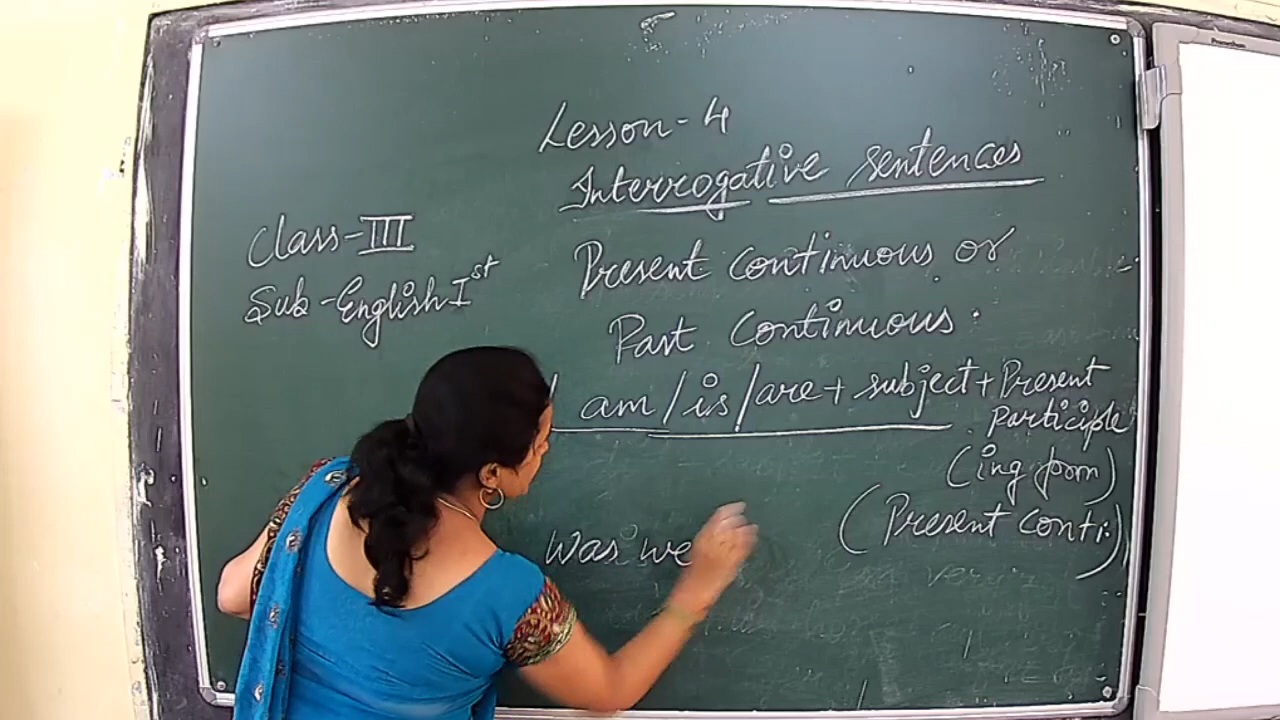 Lesson-4
Interrogative sentences
Class-III
Sub-English Ist
Present continuous or
Past Continuous.
am/is/are+subject+Present
Participle
(ing form)
(Present conti:)
Was we
Promethean